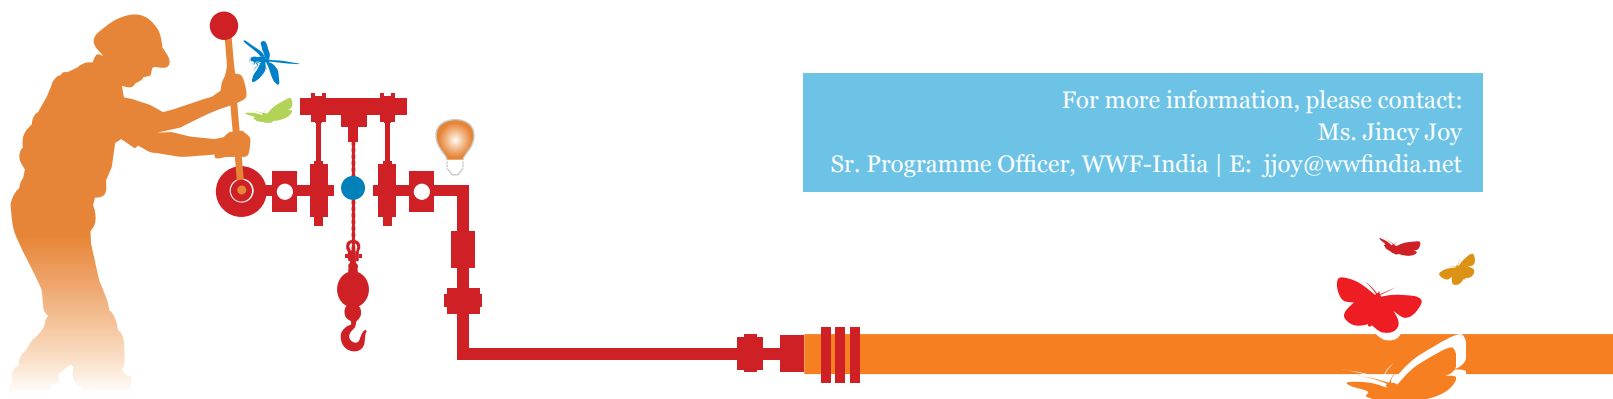 For more information, please contact:
Ms. Jincy Joy
Sr. Programme Officer, WWF-India | E: jjoy@wwfindia.net